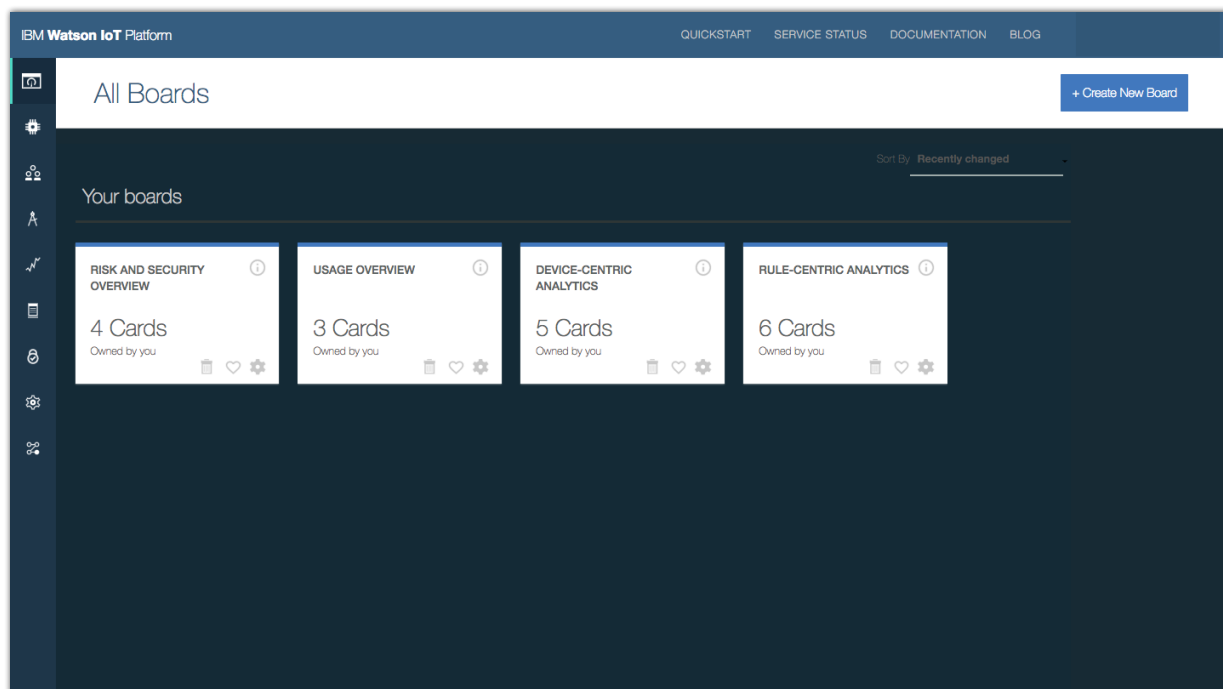 IBM Watson IoT Platform
QUICKSTART SERVICE STATUS DOCUMENTATION BLOG
All Boards
+ Create New Board
Sort By Recently changed
Your boards
RISK AND SECURITY
OVERVIEW
4 Cards
Owned by you
USAGE OVERVIEW
3 Cards
Owned by you
DEVICE-CENTRIC
ANALYTICS
5 Cards
Owned by you
RULE-CENTRIC ANALYTICS
6 Cards
Owned by you